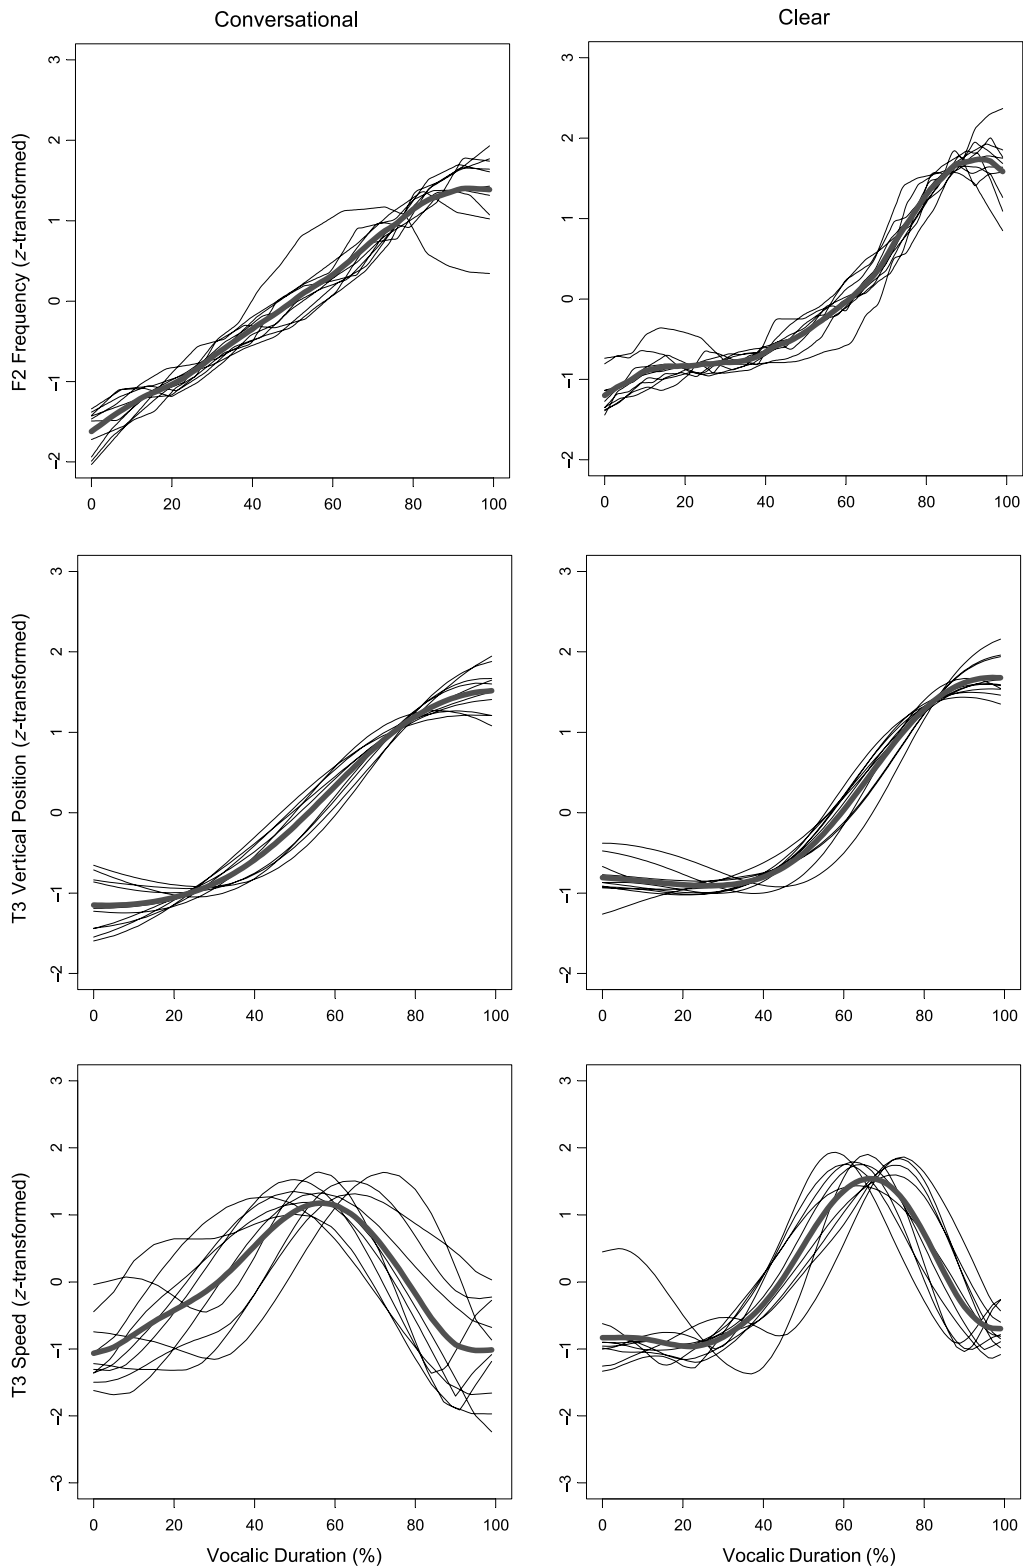 Conversational
Clear
F2 Frequency (z-transformed)
3
2
1
0
−1
−2
0 20 40 60 80 100
3
2
1
0
−1
−2
0 20 40 60 80 100
T3 Vertical Position (z-transformed)
3
2
1
0
−1
−2
0 20 40 60 80 100
3
2
1
0
−1
−2
0 20 40 60 80 100
T3 Speed (z-transformed)
3
2
1
0
−1
−2
−3
0 20 40 60 80 100
Vocalic Duration (%)
3
2
1
0
−1
−2
−3
0 20 40 60 80 100
Vocalic Duration (%)